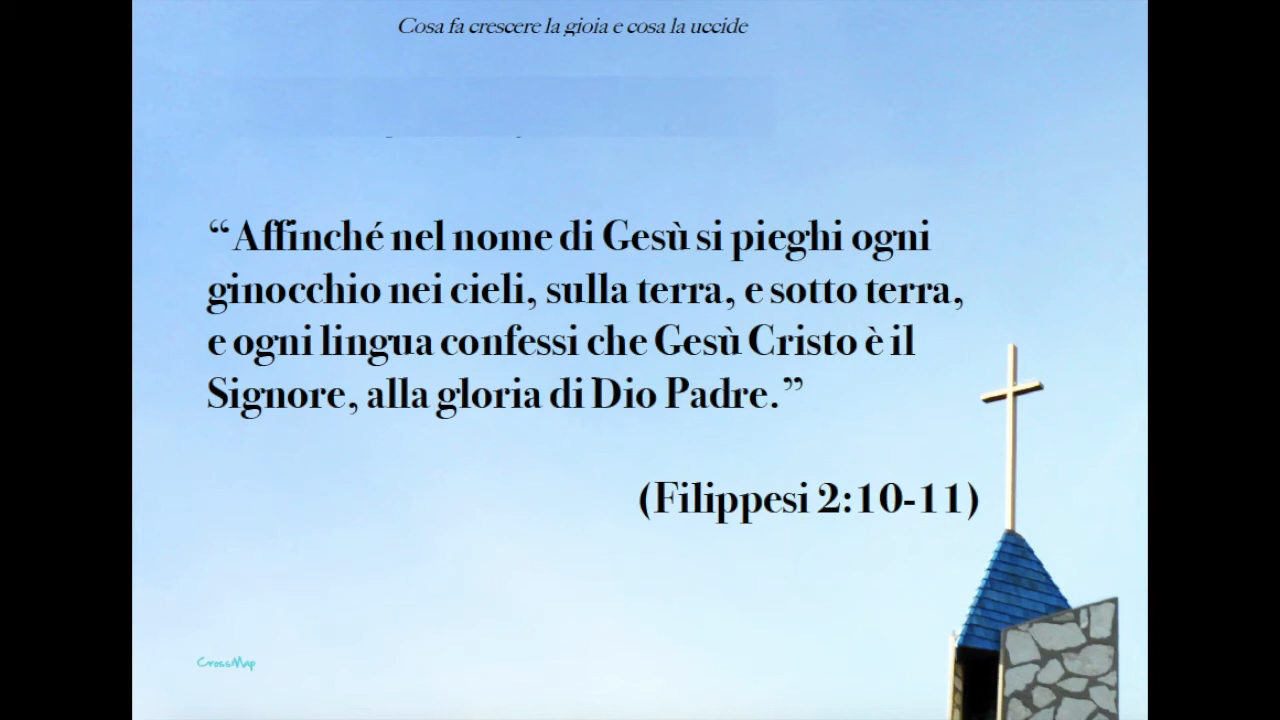 Cosa fa crescere la gioia e cosa la uccide
“Affinché nel nome di Gesù si pieghi ogni
ginocchio nei cieli, sulla terra, e sotto terra,
e ogni lingua confessi che Gesù Cristo è il
Signore, alla gloria di Dio Padre.”
(Filippesi 2:10-11)
CrossMap